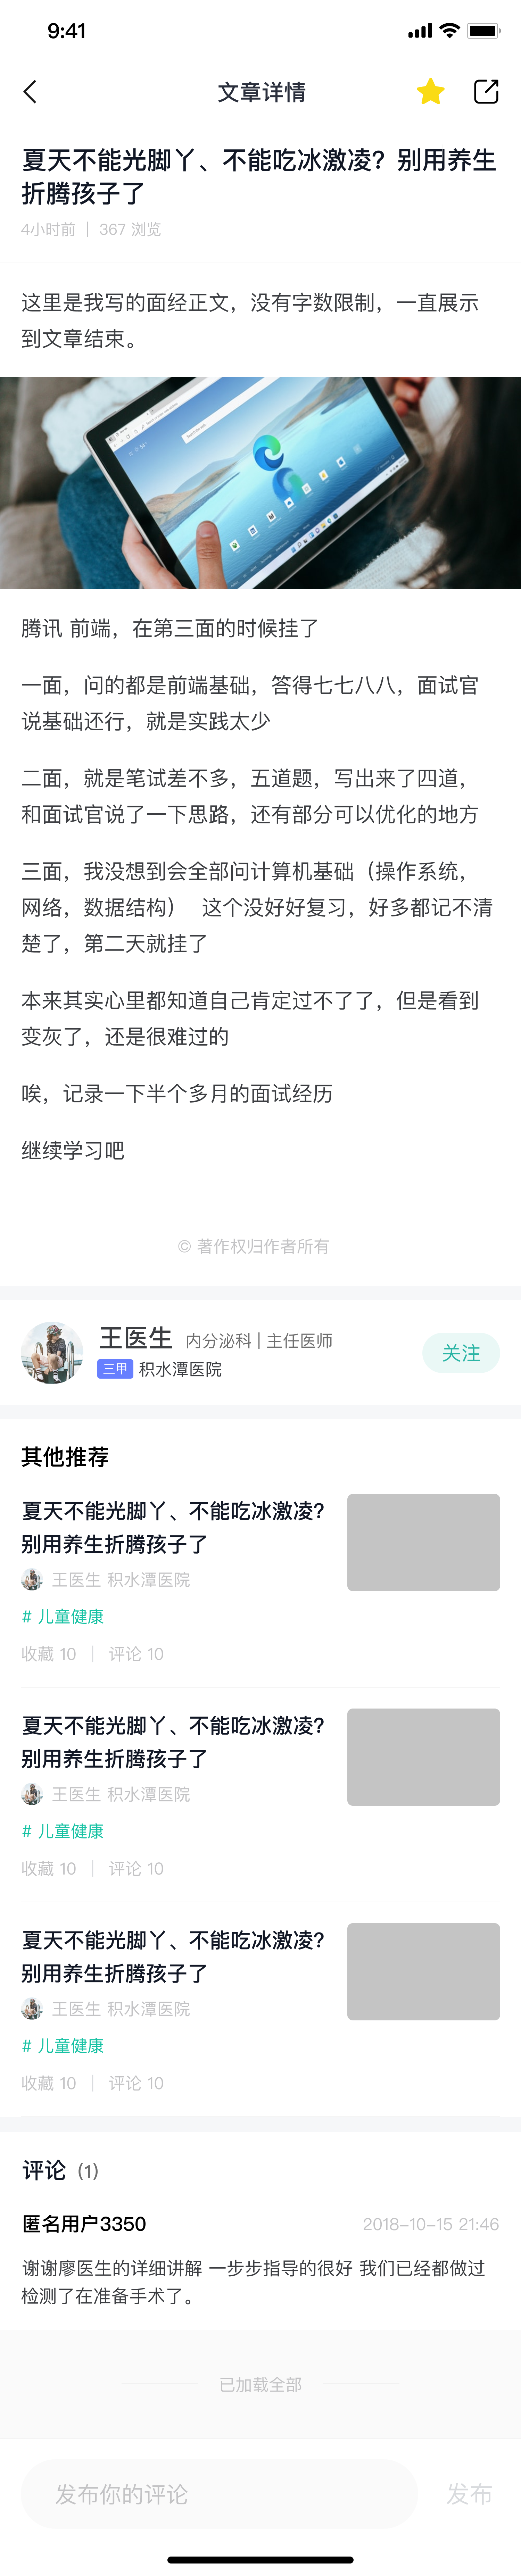 9:41
文章详情
夏天不能光脚丫、不能吃冰激凌？别用养生
折腾孩子了
4小时前 | 367 浏览
这里是我写的面经正文，没有字数限制，一直展示
到文章结束。
腾讯 前端，在第三面的时候挂了
一面，问的都是前端基础，答得七七八八，面试官
说基础还行，就是实践太少
二面，就是笔试差不多，五道题，写出来了四道，
和面试官说了一下思路，还有部分可以优化的地方
三面，我没想到会全部问计算机基础（操作系统，
网络，数据结构） 这个没好好复习，好多都记不清
楚了，第二天就挂了
本来其实心里都知道自己肯定过不了了，但是看到
变灰了，还是很难过的
唉，记录一下半个多月的面试经历
继续学习吧
© 著作权归作者所有
王医生 内分泌科 | 主任医师
三甲 积水潭医院
关注
其他推荐
夏天不能光脚丫、不能吃冰激凌？
别用养生折腾孩子了
王医生 积水潭医院
# 儿童健康
收藏 10 | 评论 10
夏天不能光脚丫、不能吃冰激凌？
别用养生折腾孩子了
王医生 积水潭医院
# 儿童健康
收藏 10 | 评论 10
夏天不能光脚丫、不能吃冰激凌？
别用养生折腾孩子了
王医生 积水潭医院
# 儿童健康
收藏 10 | 评论 10
评论 (1)
匿名用户3350 2018-10-15 21:46
谢谢廖医生的详细讲解 一步步指导的很好 我们已经都做过
检测了在准备手术了。
已加载全部
发布你的评论 发布